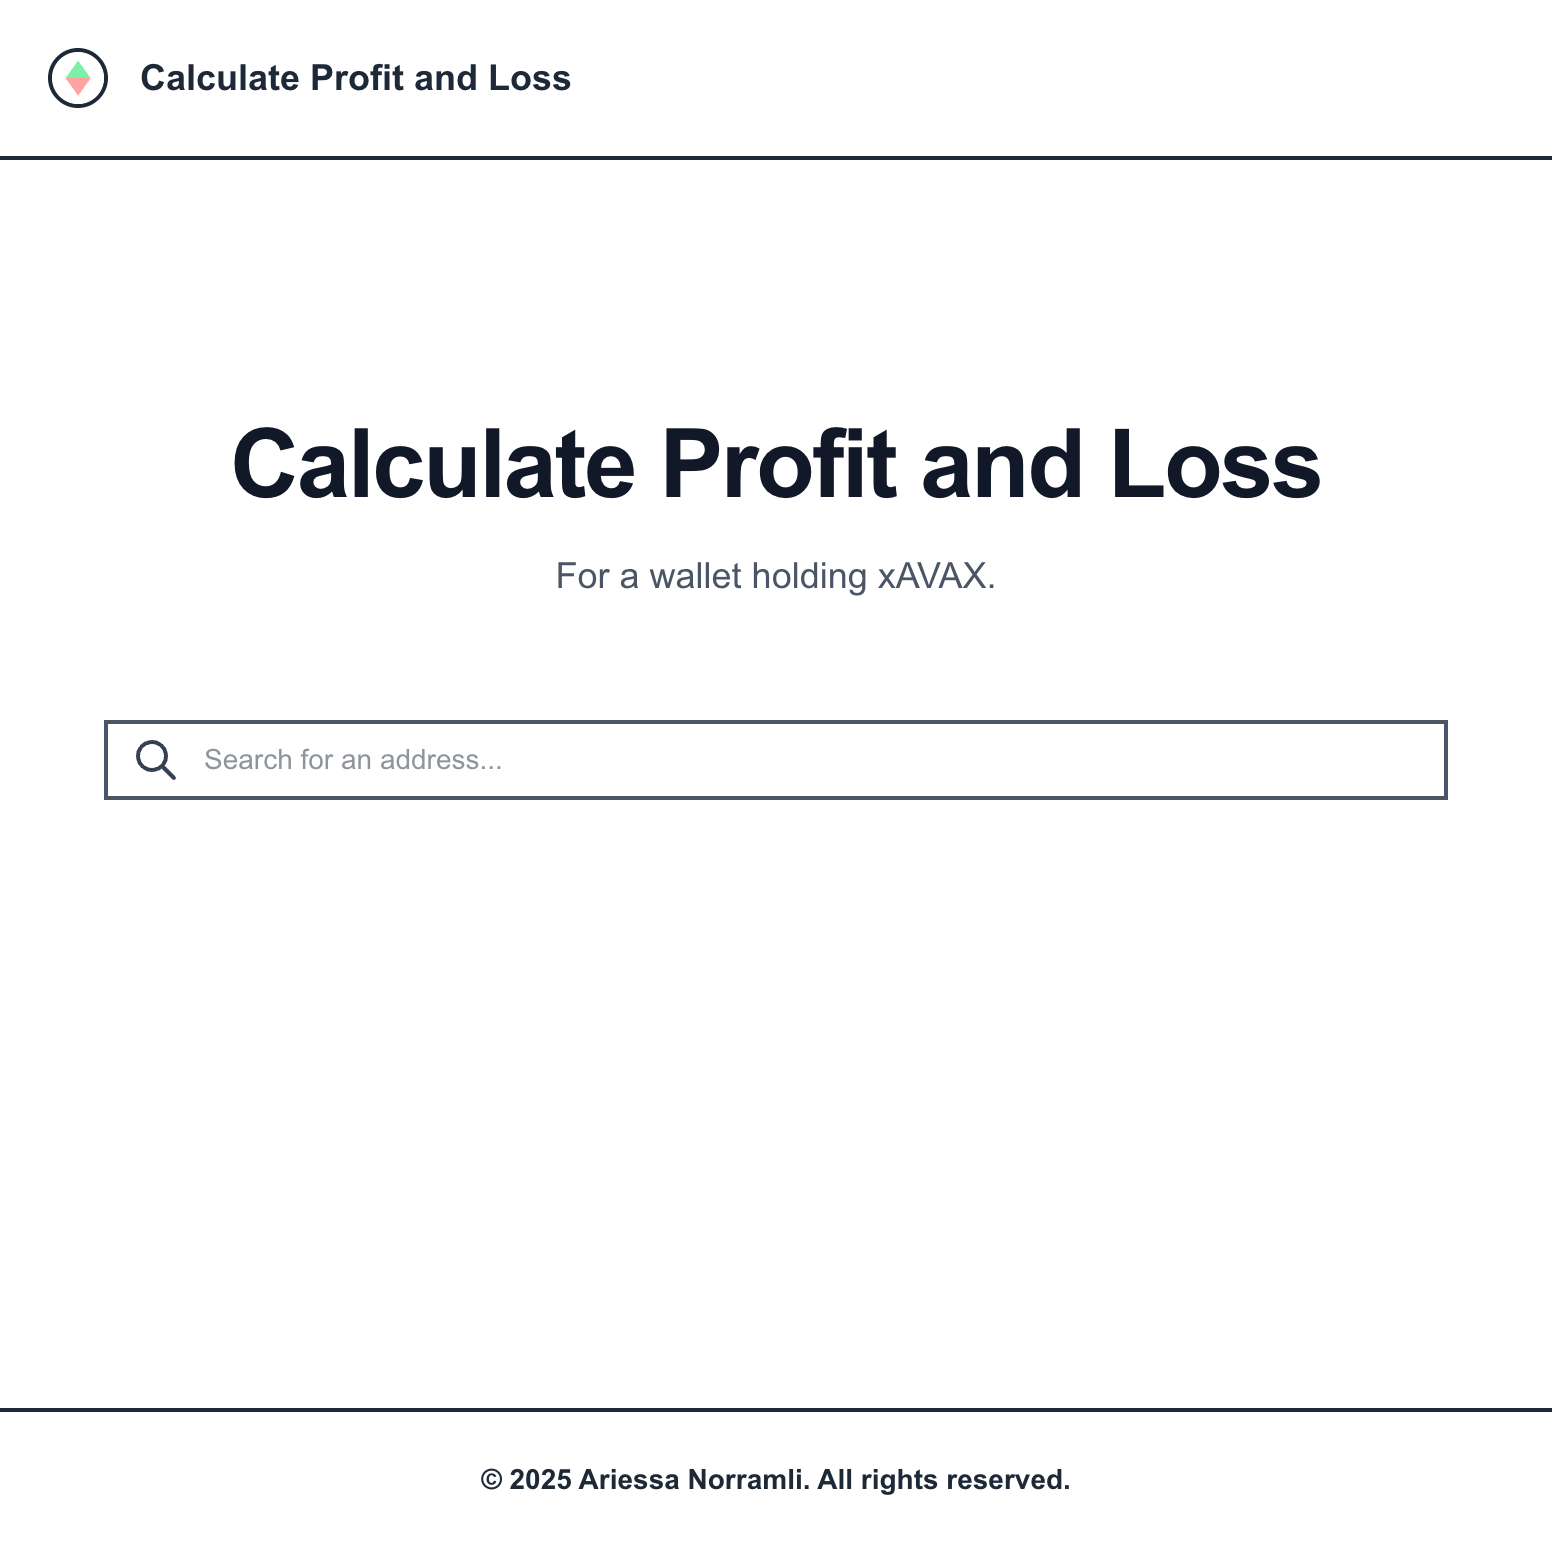 Calculate Profit and Loss
Calculate Profit and Loss
For a wallet holding xAVAX.
Search for an address...
© 2025 Ariessa Norramli. All rights reserved.